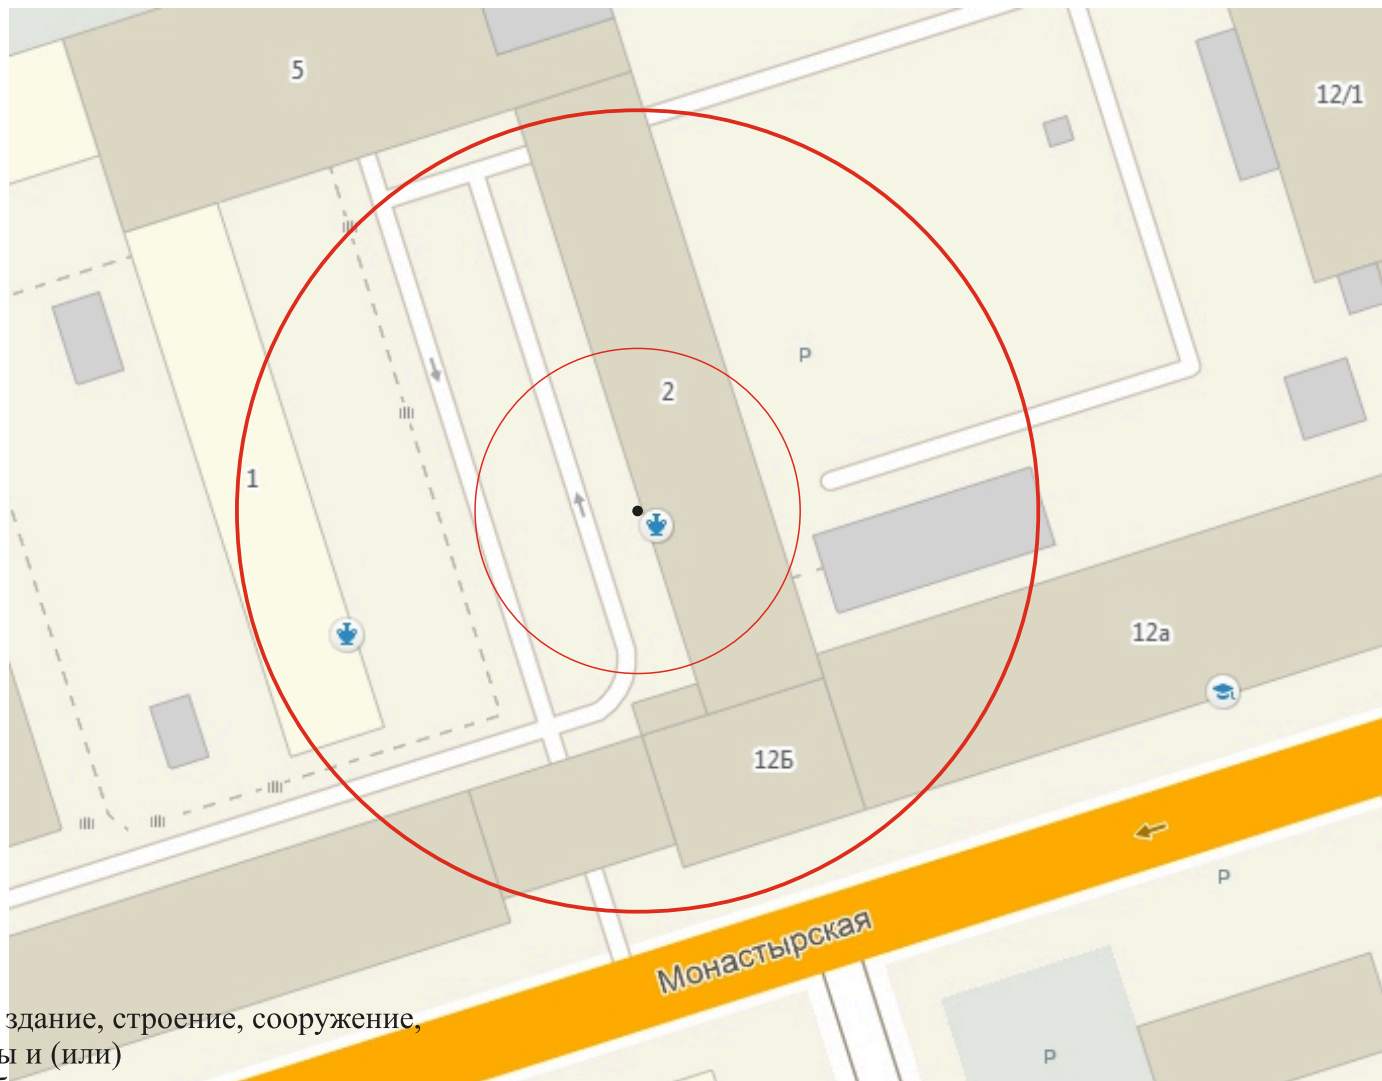 5
12/1
P
2
1
12а
12Б
P
Монастырская
здание, строение, сооружение,
ы и (или)
P